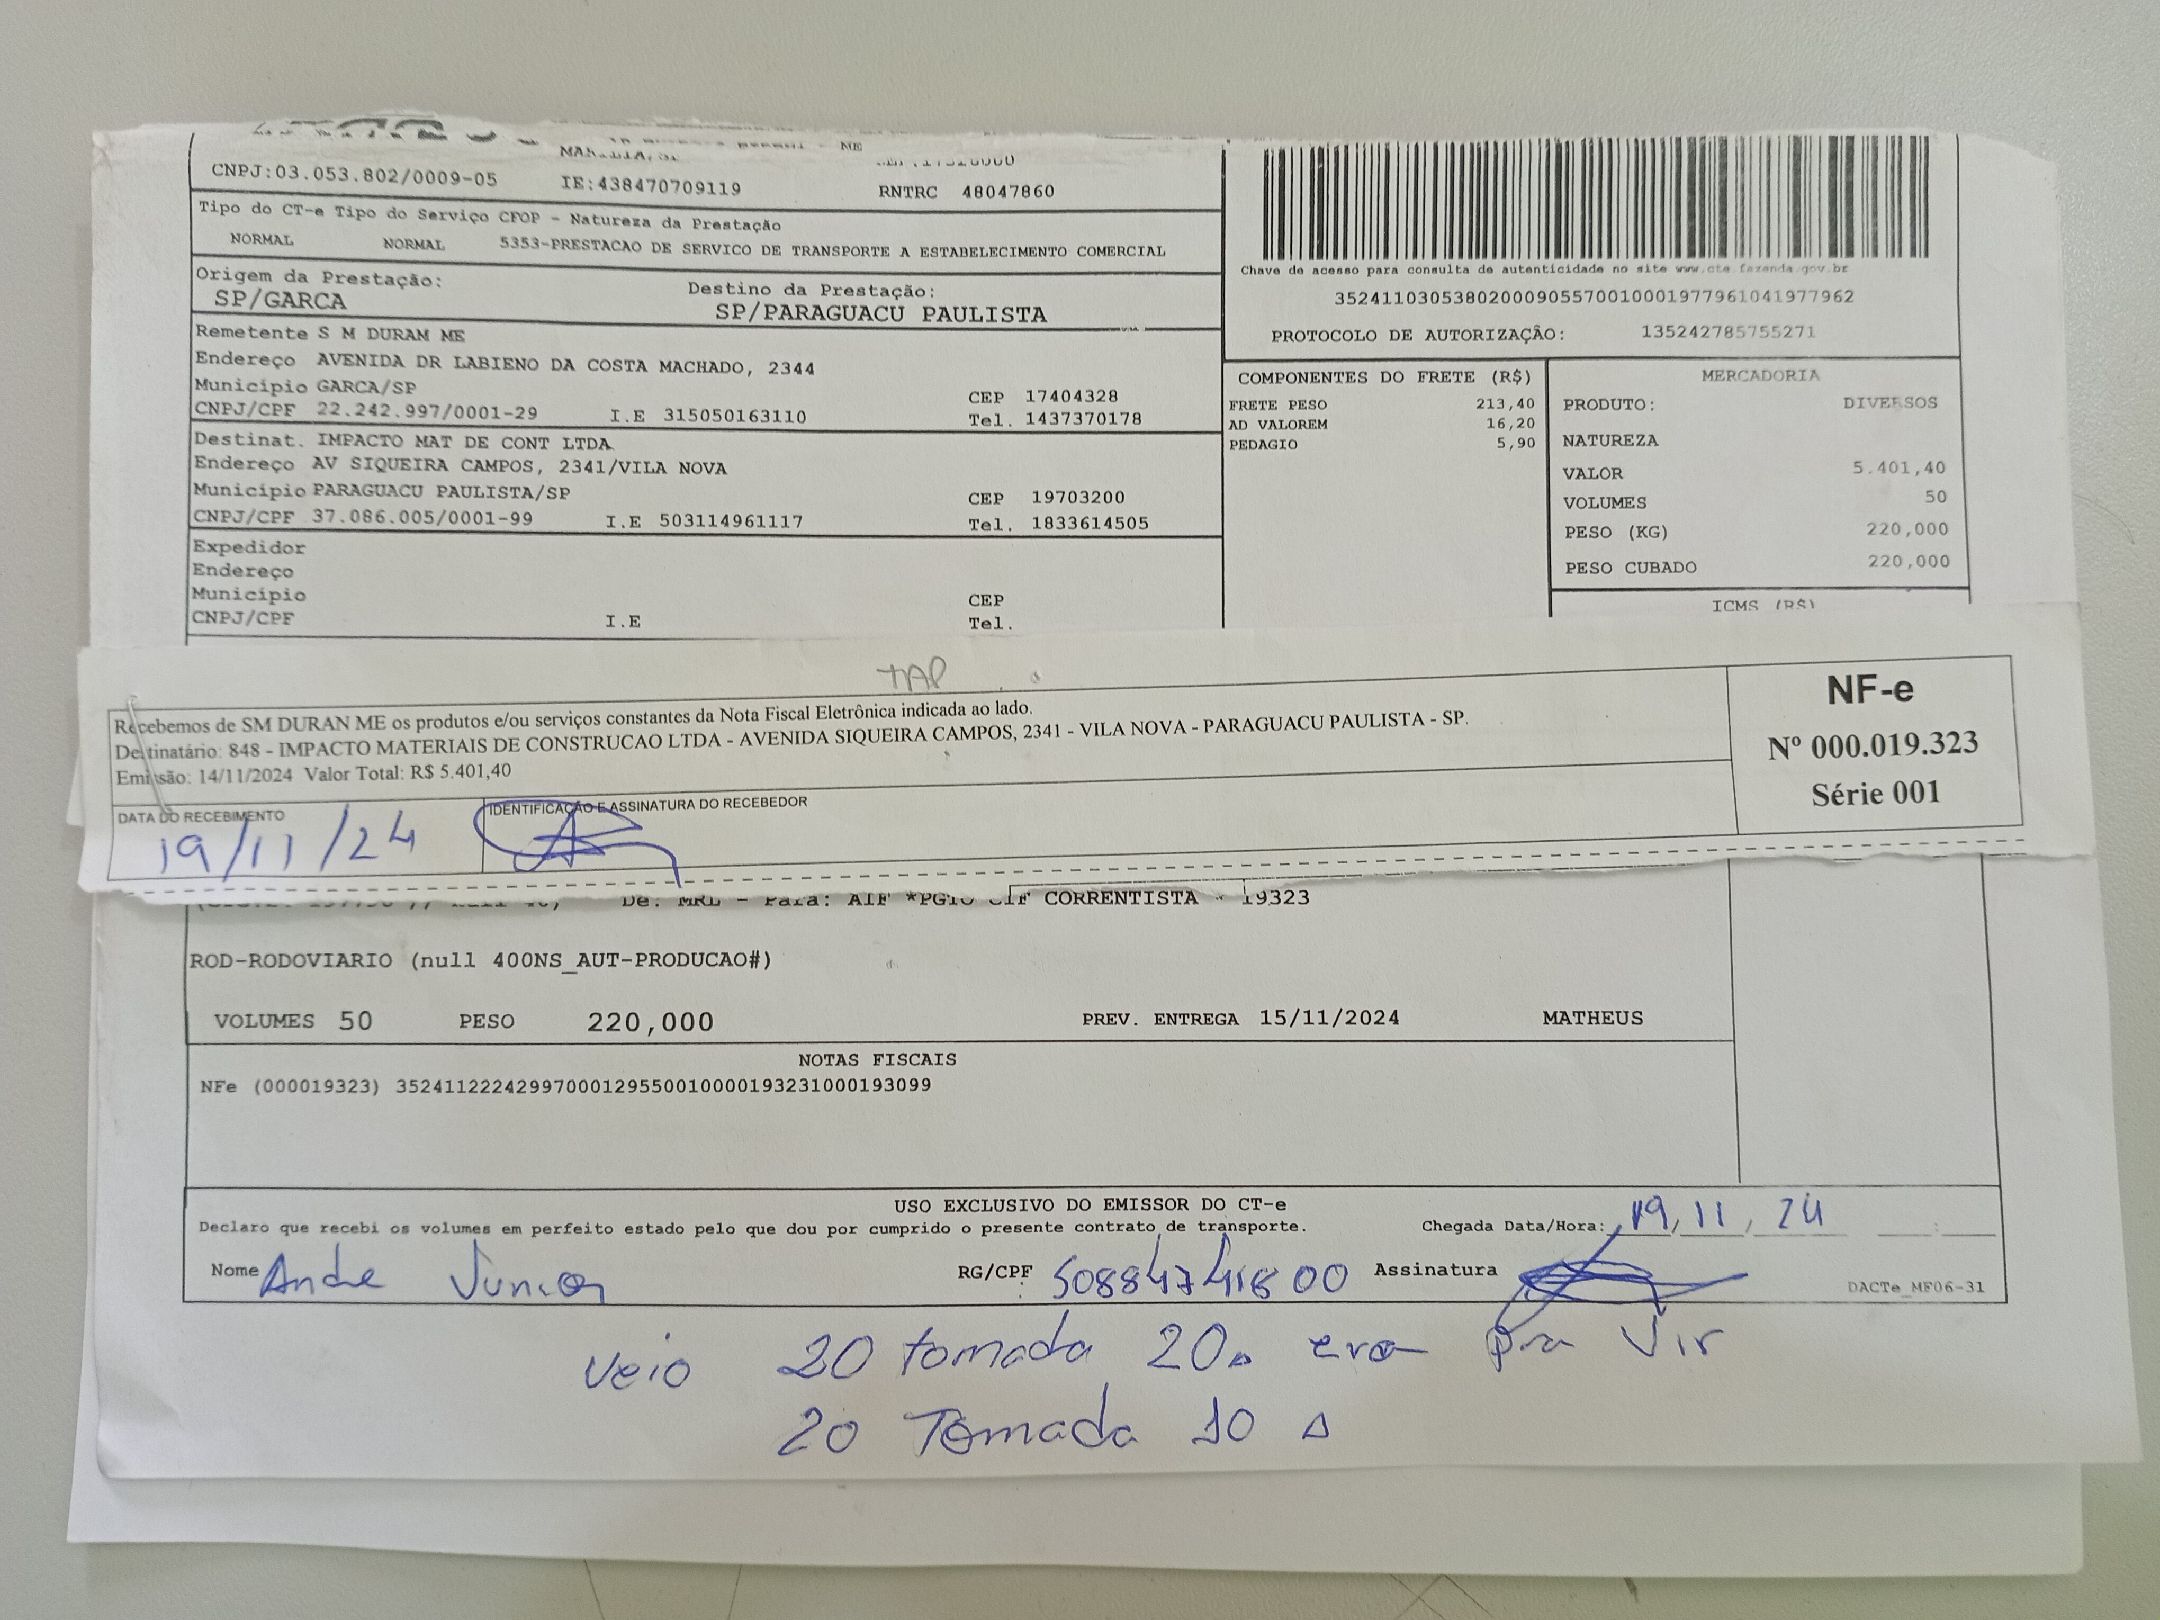 ME
CNPJ:03.053.802/0009-05 IE:438470709119 RNTRC 48047860
Tipo do CT-e Tipo do Serviço CFOP - Natureza da Prestação
NORMAL NORMAL 5353-PRESTACAO DE SERVICO DE TRANSPORTE A ESTABELECIMENTO COMERCIAL
Origem da Prestação: Destino da Prestação:
SP/GARCA SP/PARAGUACU PAULISTA
Remetente S M DURAN ME
Endereço AVENIDA DR LABIENO DA COSTA MACHADO, 2344
Município GARCA/SP CEP 17404328
CNPJ/CPF 22.242.997/0001-29 I.E 315050163110 Tel. 1437370178
Destinat. IMPACTO MAT DE CONT LTDA
Endereço AV SIQUEIRA CAMPOS, 2341/VILA NOVA
Município PARAGUACU PAULISTA/SP CEP 19703200
CNPJ/CPF 37.086.005/0001-99 I.E 503114961117 Tel. 1833614505
Expedidor
Endereço
Município CEP
CNPJ/CPF I.E Tel.
Chave de acesso para consulta de autenticidade no site www.cte.fazenda.gov.br
35241103053802000905570010001977961041977962
PROTOCOLO DE AUTORIZAÇÃO: 135242785755271
COMPONENTES DO FRETE (R$)
FRETE PESO 213,40
AD VALOREM 16,20
PEDAGIO 5,90
MERCADORIA
PRODUTO: DIVERSOS
NATUREZA
VALOR 5.401,40
VOLUMES 50
PESO (KG) 220,000
PESO CUBADO 220,000
ICMS (R$)
TAP
Recebemos de SM DURAN ME os produtos e/ou serviços constantes da Nota Fiscal Eletrônica indicada ao lado.
Destinatário: 848 - IMPACTO MATERIAIS DE CONSTRUCAO LTDA - AVENIDA SIQUEIRA CAMPOS, 2341 - VILA NOVA - PARAGUACU PAULISTA - SP.
Emissão: 14/11/2024 Valor Total: R$ 5.401,40
DATA DO RECEBIMENTO IDENTIFICAÇÃO E ASSINATURA DO RECEBEDOR
19/11/24
NF-e
Nº 000.019.323
Série 001
De: MRL - Para: AIF *PGTO CIF CORRENTISTA - 19323
ROD-RODOVIARIO (null 400NS_AUT-PRODUCAO#)
VOLUMES 50 PESO 220,000 PREV. ENTREGA 15/11/2024 MATHEUS
NOTAS FISCAIS
NFe (000019323) 35241122242997000129550010000193231000193099
USO EXCLUSIVO DO EMISSOR DO CT-e
Declaro que recebi os volumes em perfeito estado pelo que dou por cumprido o presente contrato de transporte. Chegada Data/Hora: 19/11/24
Nome Andre Junior RG/CPF 50884741800 Assinatura
DACTe_MF06-31
Veio 20 tomada 20A era pra Vir
20 Tomada 10 A